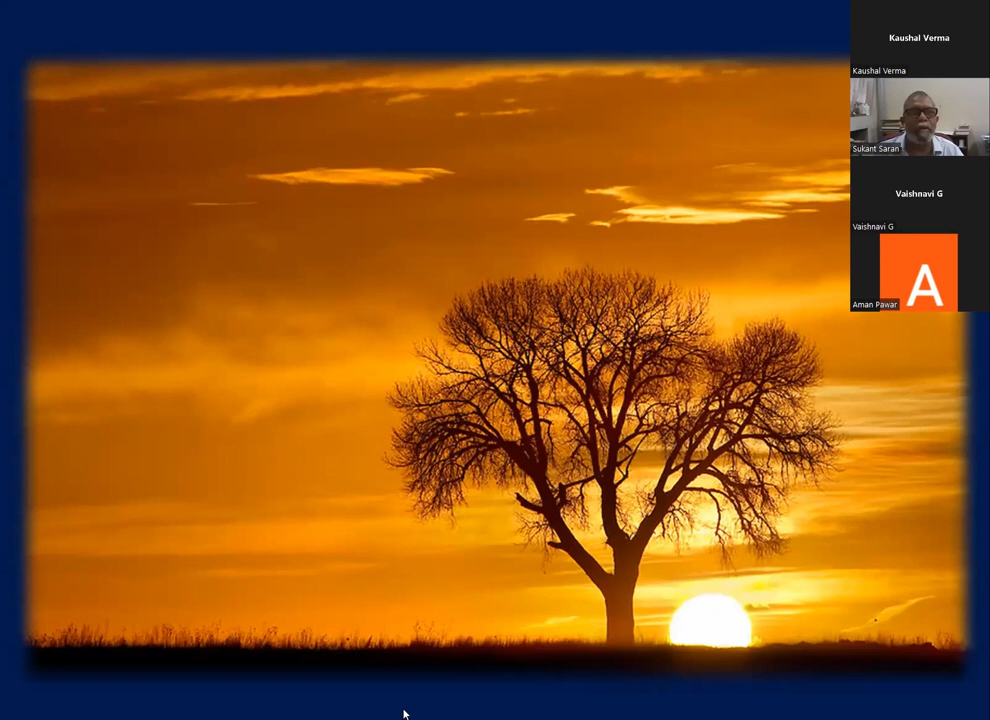 Kaushal Verma
Kaushal Verma
Sukant Saran
Vaishnavi G
Vaishnavi G
A
Aman Pawar